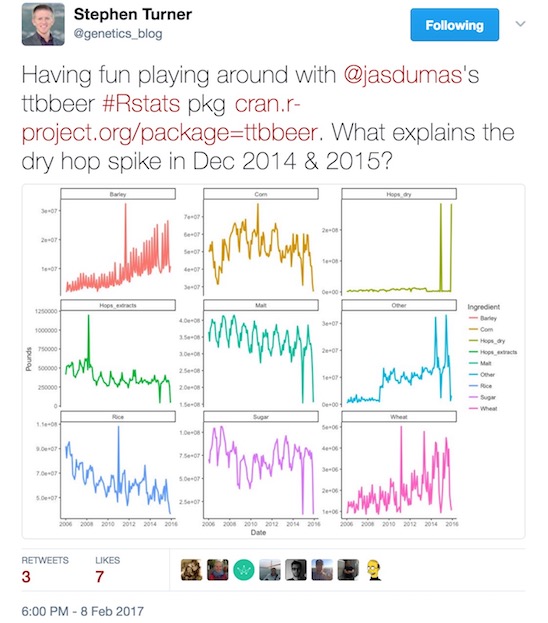 Stephen Turner
@genetics_blog
Following
Having fun playing around with @jasdumas's
ttbbeer #Rstats pkg cran.r-
project.org/package=ttbbeer. What explains the
dry hop spike in Dec 2014 & 2015?
Barley
Corn
Hops_dry
3e+07
2e+07
1e+07
7e+07
6e+07
5e+07
4e+07
3e+07
2e+08
1e+08
0e+00
Hops_extracts
Malt
Other
Pounds
1250000
1000000
750000
500000
250000
0
4.0e+08
3.5e+08
3.0e+08
2.5e+08
2.0e+08
1.5e+08
3e+07
2e+07
1e+07
0e+00
Ingredient
Barley
Corn
Hops_dry
Hops_extracts
Malt
Other
Rice
Sugar
Wheat
Rice
Sugar
Wheat
1.1e+08
9.0e+07
7.0e+07
5.0e+07
1.0e+08
7.5e+07
5.0e+07
2.5e+07
5e+06
4e+06
3e+06
2e+06
1e+06
2006 2008 2010 2012 2014 2016
2006 2008 2010 2012 2014 2016
2006 2008 2010 2012 2014 2016
Date
RETWEETS LIKES
3 7
6:00 PM - 8 Feb 2017